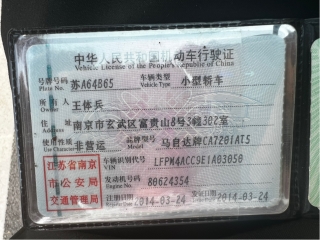 中华人民共和国机动车行驶证
Vehicle License of the People's Republic of China
号牌号码 苏A64B65 车辆类型 小型轿车
Plate No. Vehicle Type
所有人 王体兵
Owner
住址 南京市玄武区富贵山8号3幢302室
Address
使用性质 非营运 品牌型号 马自达牌CA7201AT5
Use Character Model
江苏省南京市公安局交通管理局
车辆识别代号 LFPM4ACC9E1A03050
VIN
发动机号码 80624354
Engine No.
注册日期 2014-03-24 发证日期 2014-03-24